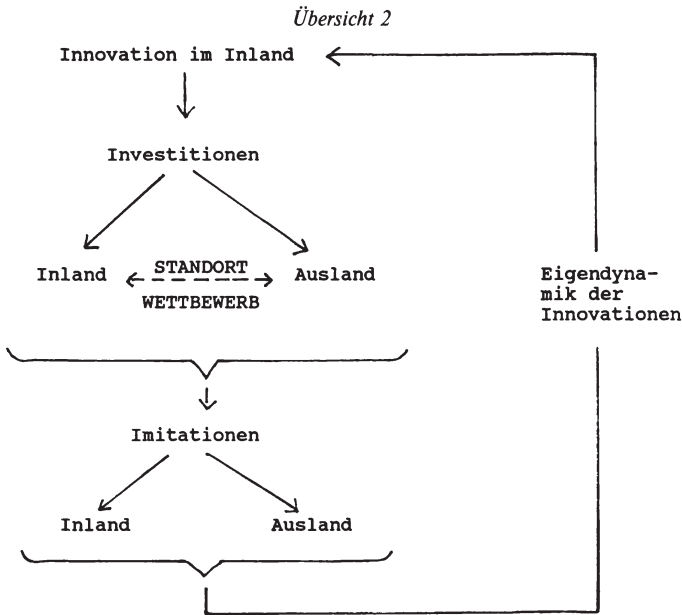 Übersicht 2
Innovation im Inland
Investitionen
Inland
STANDORT
WETTBEWERB
Ausland
Eigendyna-
mik der
Innovationen
Imitationen
Inland
Ausland